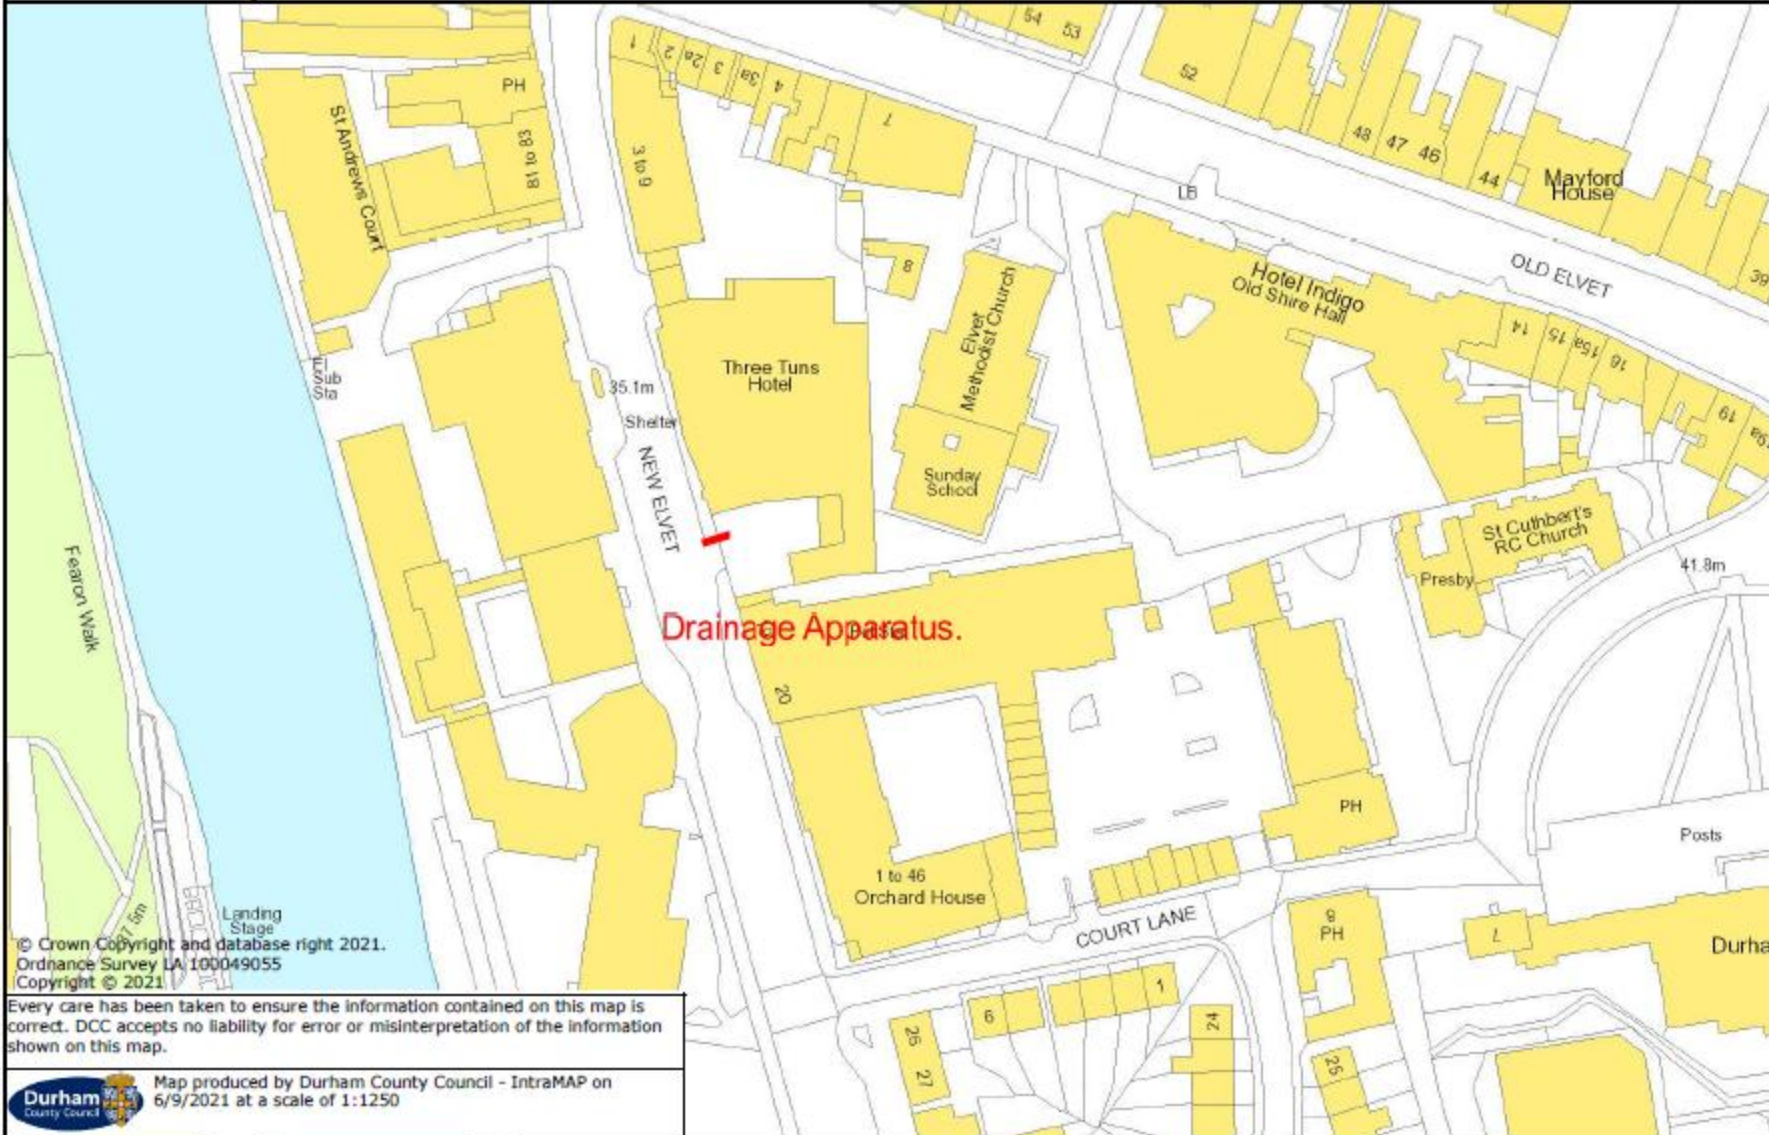 54
53
1
2
2a
3
3a
4
7
PH
52
St Andrews Court
81 to 83
3 to 9
48
47
46
44
Mayford
House
LB
8
OLD ELVET
39
Hotel Indigo
Old Shire Hall
Elvet
Methodist Church
14
15
15a
16
19
19a
El
Sub
Sta
35.1m
Shelter
Three Tuns
Hotel
NEW ELVET
Sunday
School
St Cuthbert's
RC Church
Presby
41.8m
Fearon Walk
Drainage Apparatus.
20
PH
Posts
1 to 46
Orchard House
COURT LANE
Landing
Stage
PH
7
Durha
1
6
24
26
27
25
© Crown Copyright and database right 2021.
Ordnance Survey LA 100049055
Copyright © 2021
Every care has been taken to ensure the information contained on this map is
correct. DCC accepts no liability for error or misinterpretation of the information
shown on this map.
Durham
County Council
Map produced by Durham County Council - IntraMAP on
6/9/2021 at a scale of 1:1250